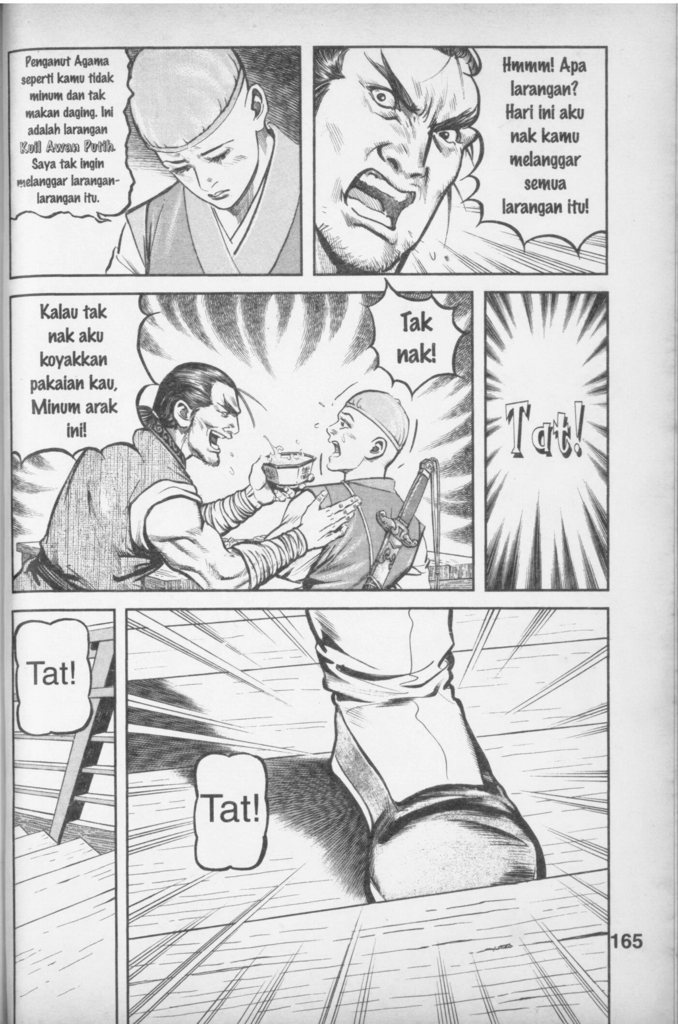 Penganut Agama
seperti kamu tidak
minum dan tak
makan daging. Ini
adalah larangan
Kuil Awan Putih.
Saya tak ingin
melanggar larangan-
larangan itu.
Hmmm! Apa
larangan?
Hari ini aku
nak kamu
melanggar
semua
larangan itu!
Kalau tak
nak aku
koyakkan
pakaian kau,
Minum arak
ini!
Tak
nak!
Tat!
Tat!
Tat!
165